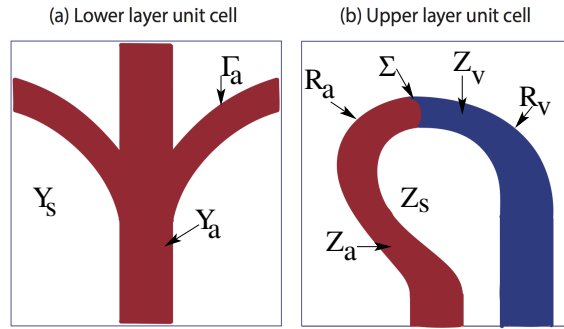 (a) Lower layer unit cell
Γa
Ys
Ya
(b) Upper layer unit cell
Σ
Zv
Ra
Rv
Zs
Za